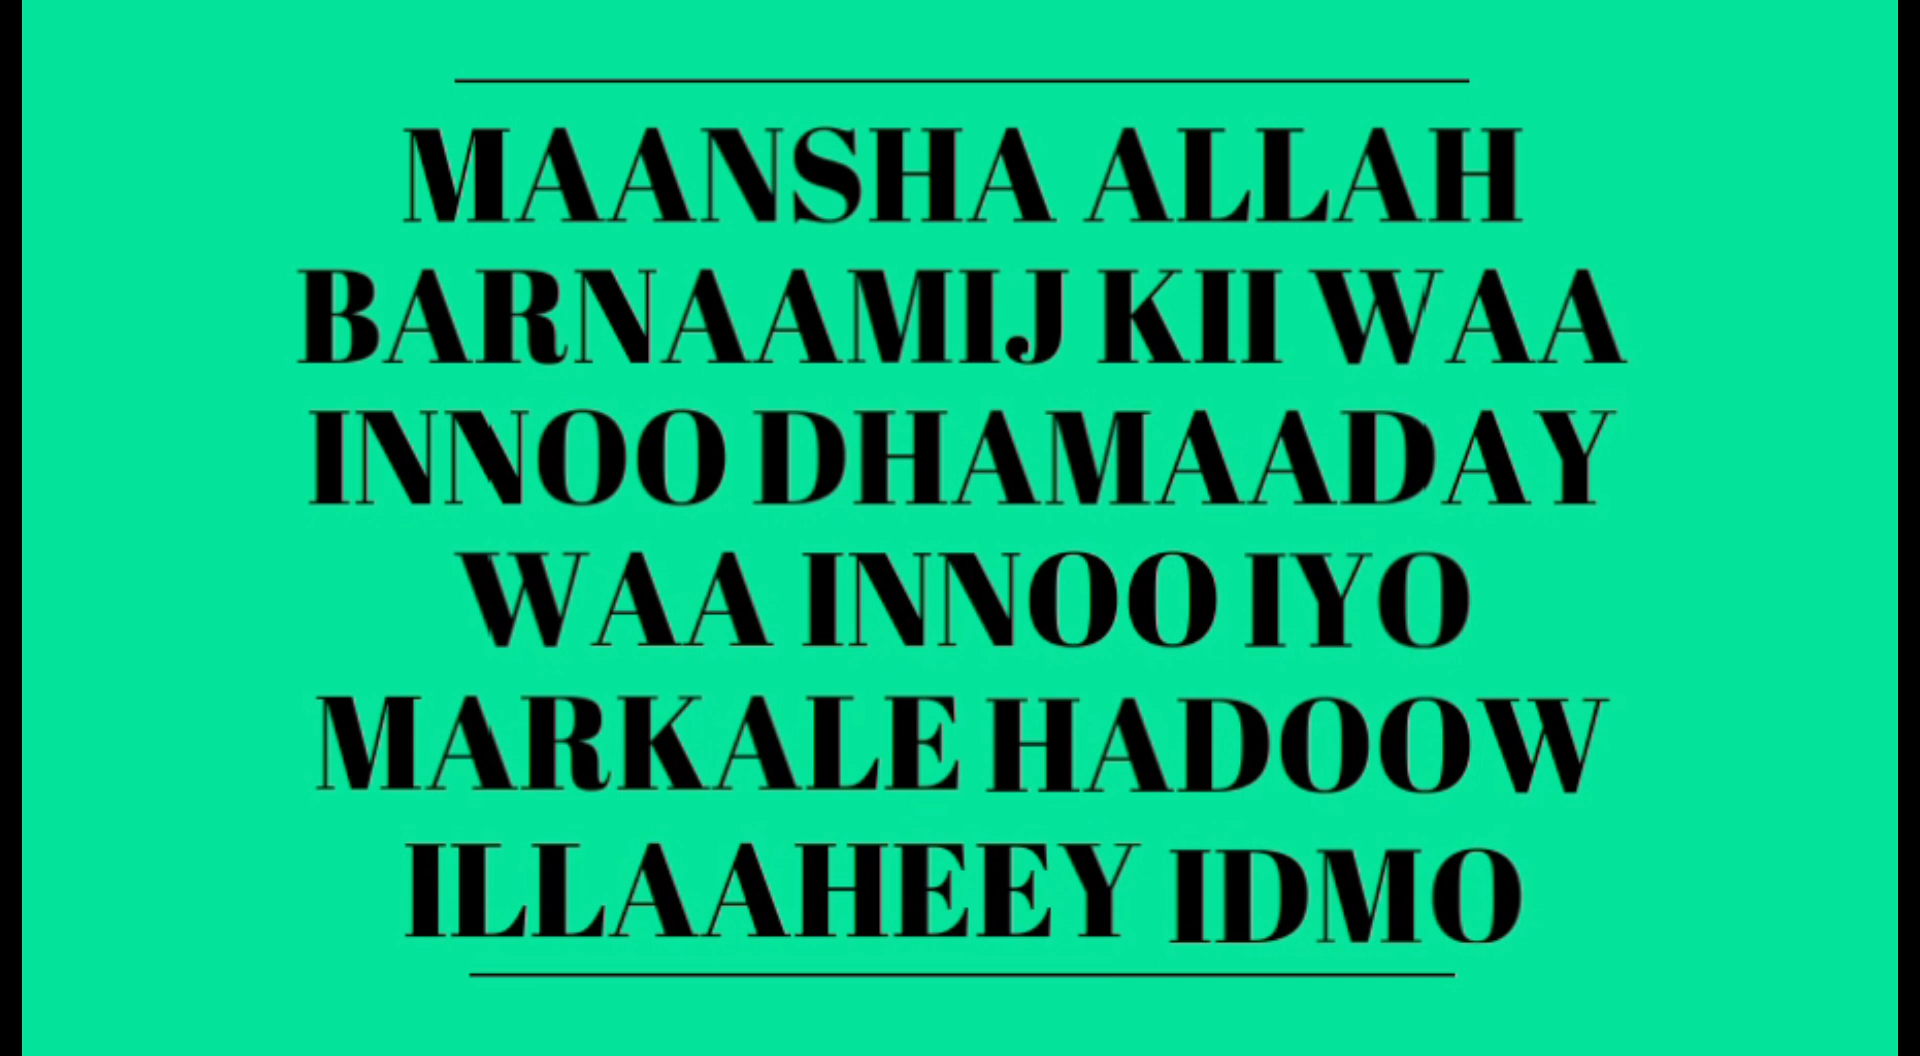 MAANSHA ALLAH
BARNAAMIJ KII WAA
INNOO DHAMAADAY
WAA INNOO IYO
MARKALE HADOOW
ILLAAHEEY IDMO